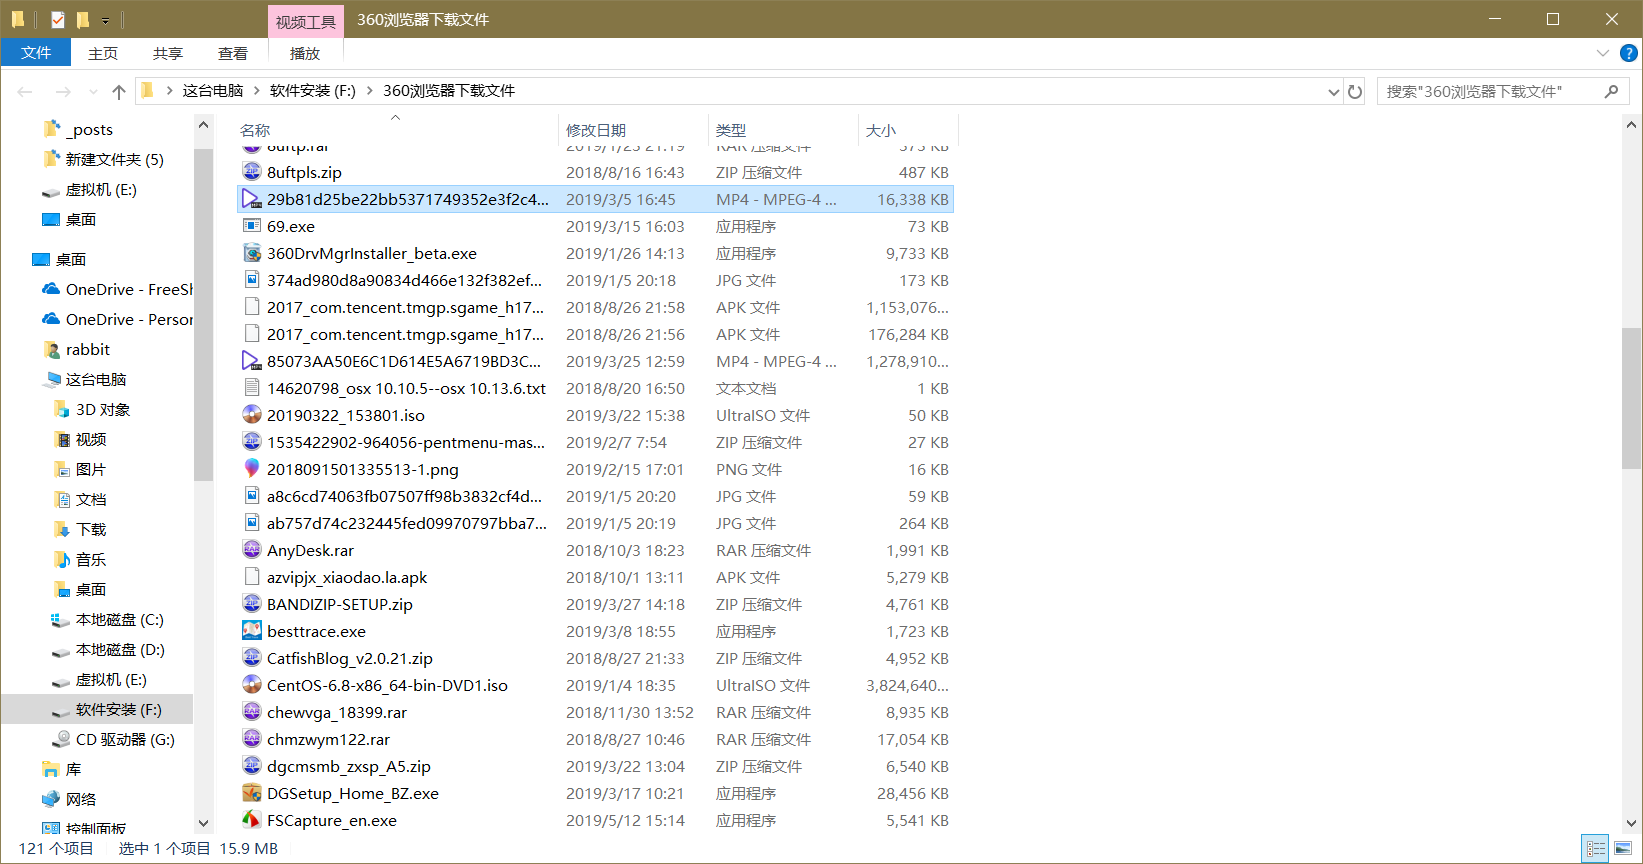 视频工具 360浏览器下载文件
文件 主页 共享 查看 播放
这台电脑 软件安装 (F:) 360浏览器下载文件 搜索"360浏览器下载文件"
_posts
新建文件夹 (5)
虚拟机 (E:)
桌面
桌面
OneDrive - FreeSh
OneDrive - Person
rabbit
这台电脑
3D 对象
视频
图片
文档
下载
音乐
桌面
本地磁盘 (C:)
本地磁盘 (D:)
虚拟机 (E:)
软件安装 (F:)
CD 驱动器 (G:)
库
网络
控制面板
名称 修改日期 类型 大小
8uftp.rar 2019/1/23 21:19 RAR 压缩文件 573 KB
8uftpls.zip 2018/8/16 16:43 ZIP 压缩文件 487 KB
29b81d25be22bb5371749352e3f2c4... 2019/3/5 16:45 MP4 - MPEG-4 ... 16,338 KB
69.exe 2019/3/15 16:03 应用程序 73 KB
360DrvMgrInstaller_beta.exe 2019/1/26 14:13 应用程序 9,733 KB
374ad980d8a90834d466e132f382ef... 2019/1/5 20:18 JPG 文件 173 KB
2017_com.tencent.tmgp.sgame_h17... 2018/8/26 21:58 APK 文件 1,153,076...
2017_com.tencent.tmgp.sgame_h17... 2018/8/26 21:56 APK 文件 176,284 KB
85073AA50E6C1D614E5A6719BD3C... 2019/3/25 12:59 MP4 - MPEG-4 ... 1,278,910...
14620798_osx 10.10.5--osx 10.13.6.txt 2018/8/20 16:50 文本文档 1 KB
20190322_153801.iso 2019/3/22 15:38 UltraISO 文件 50 KB
1535422902-964056-pentmenu-mas... 2019/2/7 7:54 ZIP 压缩文件 27 KB
2018091501335513-1.png 2019/2/15 17:01 PNG 文件 16 KB
a8c6cd74063fb07507ff98b3832cf4d... 2019/1/5 20:20 JPG 文件 59 KB
ab757d74c232445fed09970797bba7... 2019/1/5 20:19 JPG 文件 264 KB
AnyDesk.rar 2018/10/3 18:23 RAR 压缩文件 1,991 KB
azvipjx_xiaodao.la.apk 2018/10/1 13:11 APK 文件 5,279 KB
BANDIZIP-SETUP.zip 2019/3/27 14:18 ZIP 压缩文件 4,761 KB
besttrace.exe 2019/3/8 18:55 应用程序 1,723 KB
CatfishBlog_v2.0.21.zip 2018/8/27 21:33 ZIP 压缩文件 4,952 KB
CentOS-6.8-x86_64-bin-DVD1.iso 2019/1/4 18:35 UltraISO 文件 3,824,640...
chewvga_18399.rar 2018/11/30 13:52 RAR 压缩文件 8,935 KB
chmzwym122.rar 2018/8/27 10:46 RAR 压缩文件 17,054 KB
dgcmsmb_zxsp_A5.zip 2019/3/22 13:04 ZIP 压缩文件 6,540 KB
DGSetup_Home_BZ.exe 2019/3/17 10:21 应用程序 28,456 KB
FSCapture_en.exe 2019/5/12 15:14 应用程序 5,541 KB
121 个项目 选中 1 个项目 15.9 MB